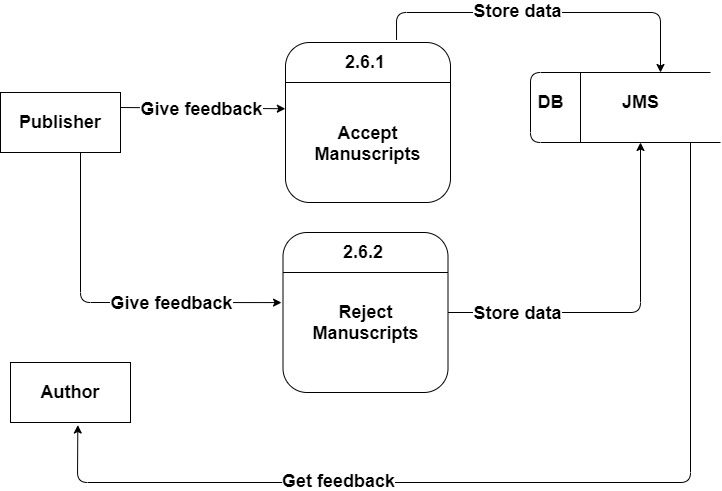 Store data
2.6.1
DB
JMS
Give feedback
Publisher
Accept
Manuscripts
2.6.2
Give feedback
Reject
Manuscripts
Store data
Author
Get feedback